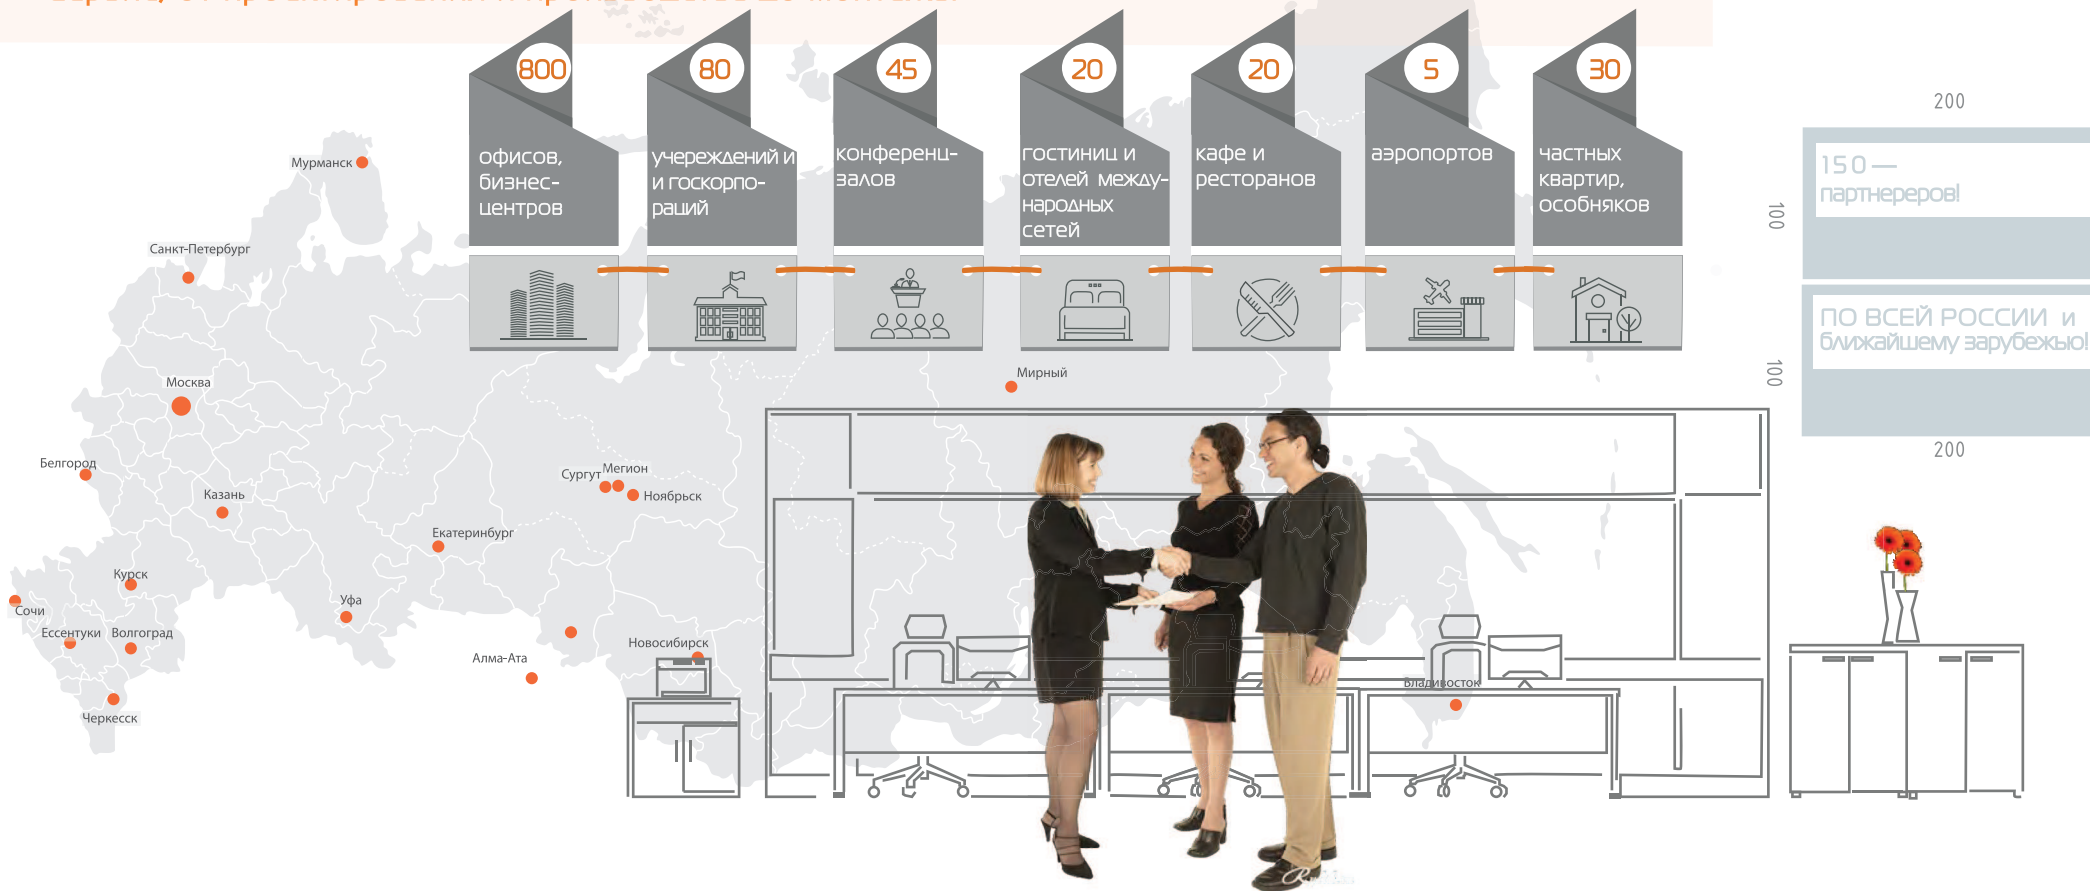 800
офисов,
бизнес-
центров
80
учереждений и
и госкорпо-
раций
45
конференц-
залов
20
гостиниц и
отелей между-
народных
сетей
20
кафе и
ресторанов
5
аэропортов
30
частных
квартир,
особняков
200
100
150 —
партнереров!
ПО ВСЕЙ РОССИИ и
ближайшему зарубежью!
100
200
Мурманск
Санкт-Петербург
Москва
Мирный
Белгород
Казань
Сургут
Мегион
Ноябрьск
Екатеринбург
Курск
Сочи
Уфа
Ессентуки
Волгоград
Новосибирск
Алма-Ата
Владивосток
Черкесск